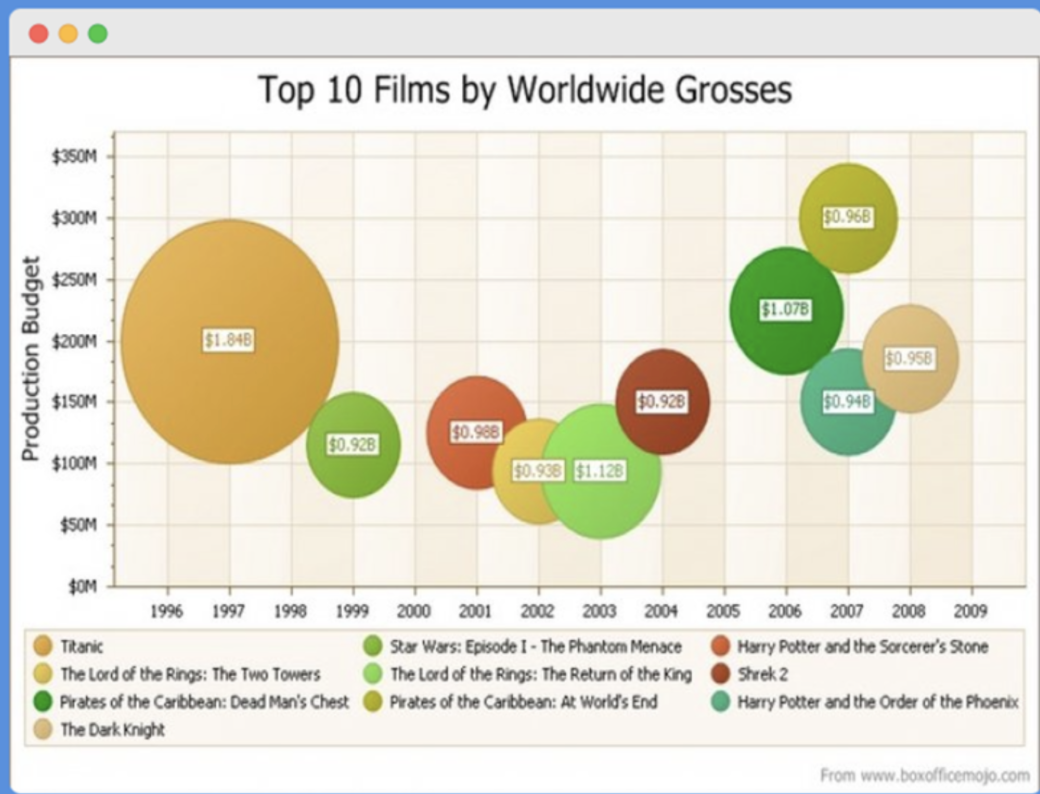 Top 10 Films by Worldwide Grosses
Production Budget
$350M
$300M
$250M
$200M
$150M
$100M
$50M
$0M
$0.96B
$1.07B
$1.84B
$0.95B
$0.92B
$0.94B
$0.92B
$0.98B
$0.93B
$1.12B
1996 1997 1998 1999 2000 2001 2002 2003 2004 2005 2006 2007 2008 2009
Titanic Star Wars: Episode I - The Phantom Menace Harry Potter and the Sorcerer's Stone
The Lord of the Rings: The Two Towers The Lord of the Rings: The Return of the King Shrek 2
Pirates of the Caribbean: Dead Man's Chest Pirates of the Caribbean: At World's End Harry Potter and the Order of the Phoenix
The Dark Knight
From www.boxofficemojo.com